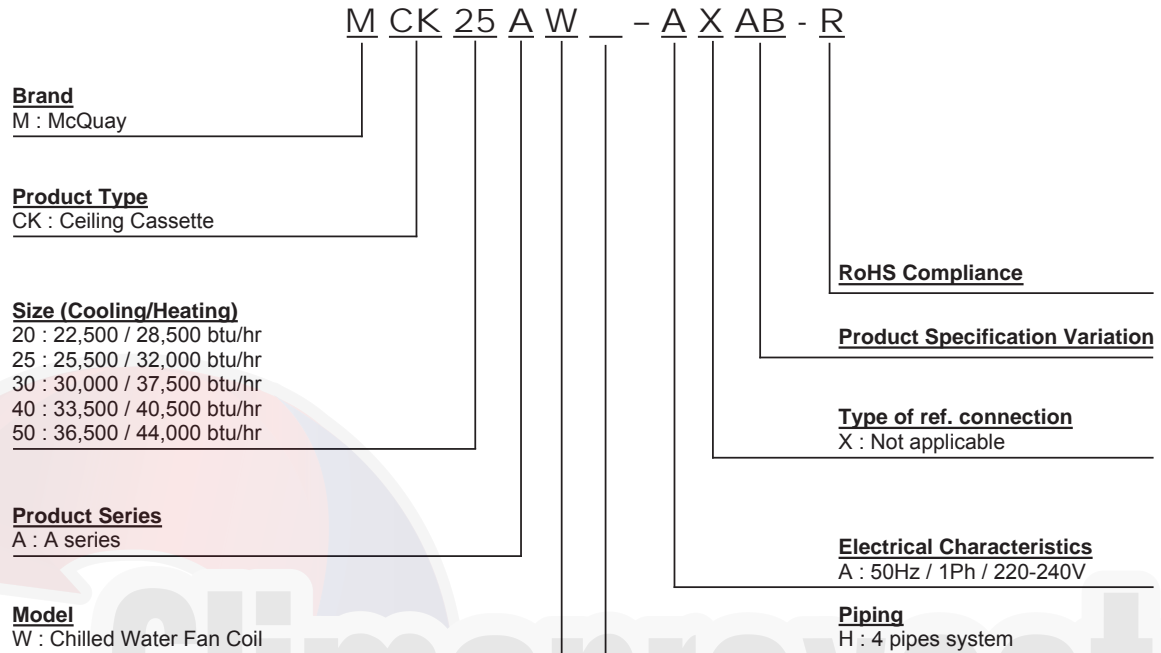 M CK 25 A W __ – A X AB - R
Brand
M : McQuay
Product Type
CK : Ceiling Cassette
Size (Cooling/Heating)
20 : 22,500 / 28,500 btu/hr
25 : 25,500 / 32,000 btu/hr
30 : 30,000 / 37,500 btu/hr
40 : 33,500 / 40,500 btu/hr
50 : 36,500 / 44,000 btu/hr
Product Series
A : A series
Model
W : Chilled Water Fan Coil
RoHS Compliance
Product Specification Variation
Type of ref. connection
X : Not applicable
Electrical Characteristics
A : 50Hz / 1Ph / 220-240V
Piping
H : 4 pipes system